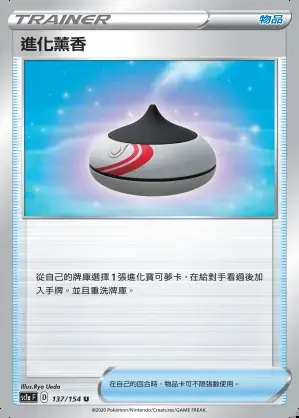 TRAINER 物品
進化薰香
從自己的牌庫選擇1張進化寶可夢卡，在給對手看過後加
入手牌。並且重洗牌庫。
Illus.Ryo Ueda
sc1a F D 137/154 U
在自己的回合時，物品卡可不限張數使用。
©2020 Pokémon/Nintendo/Creatures/GAME FREAK.